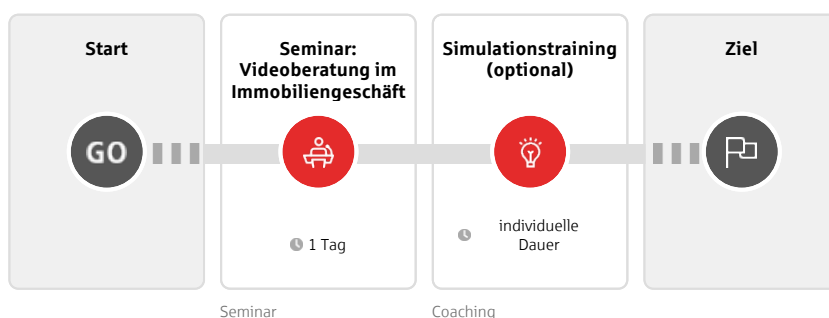 Start
GO
Seminar:
Videoberatung im
Immobiliengeschäft
1 Tag
Seminar
Simulationstraining
(optional)
individuelle
Dauer
Coaching
Ziel